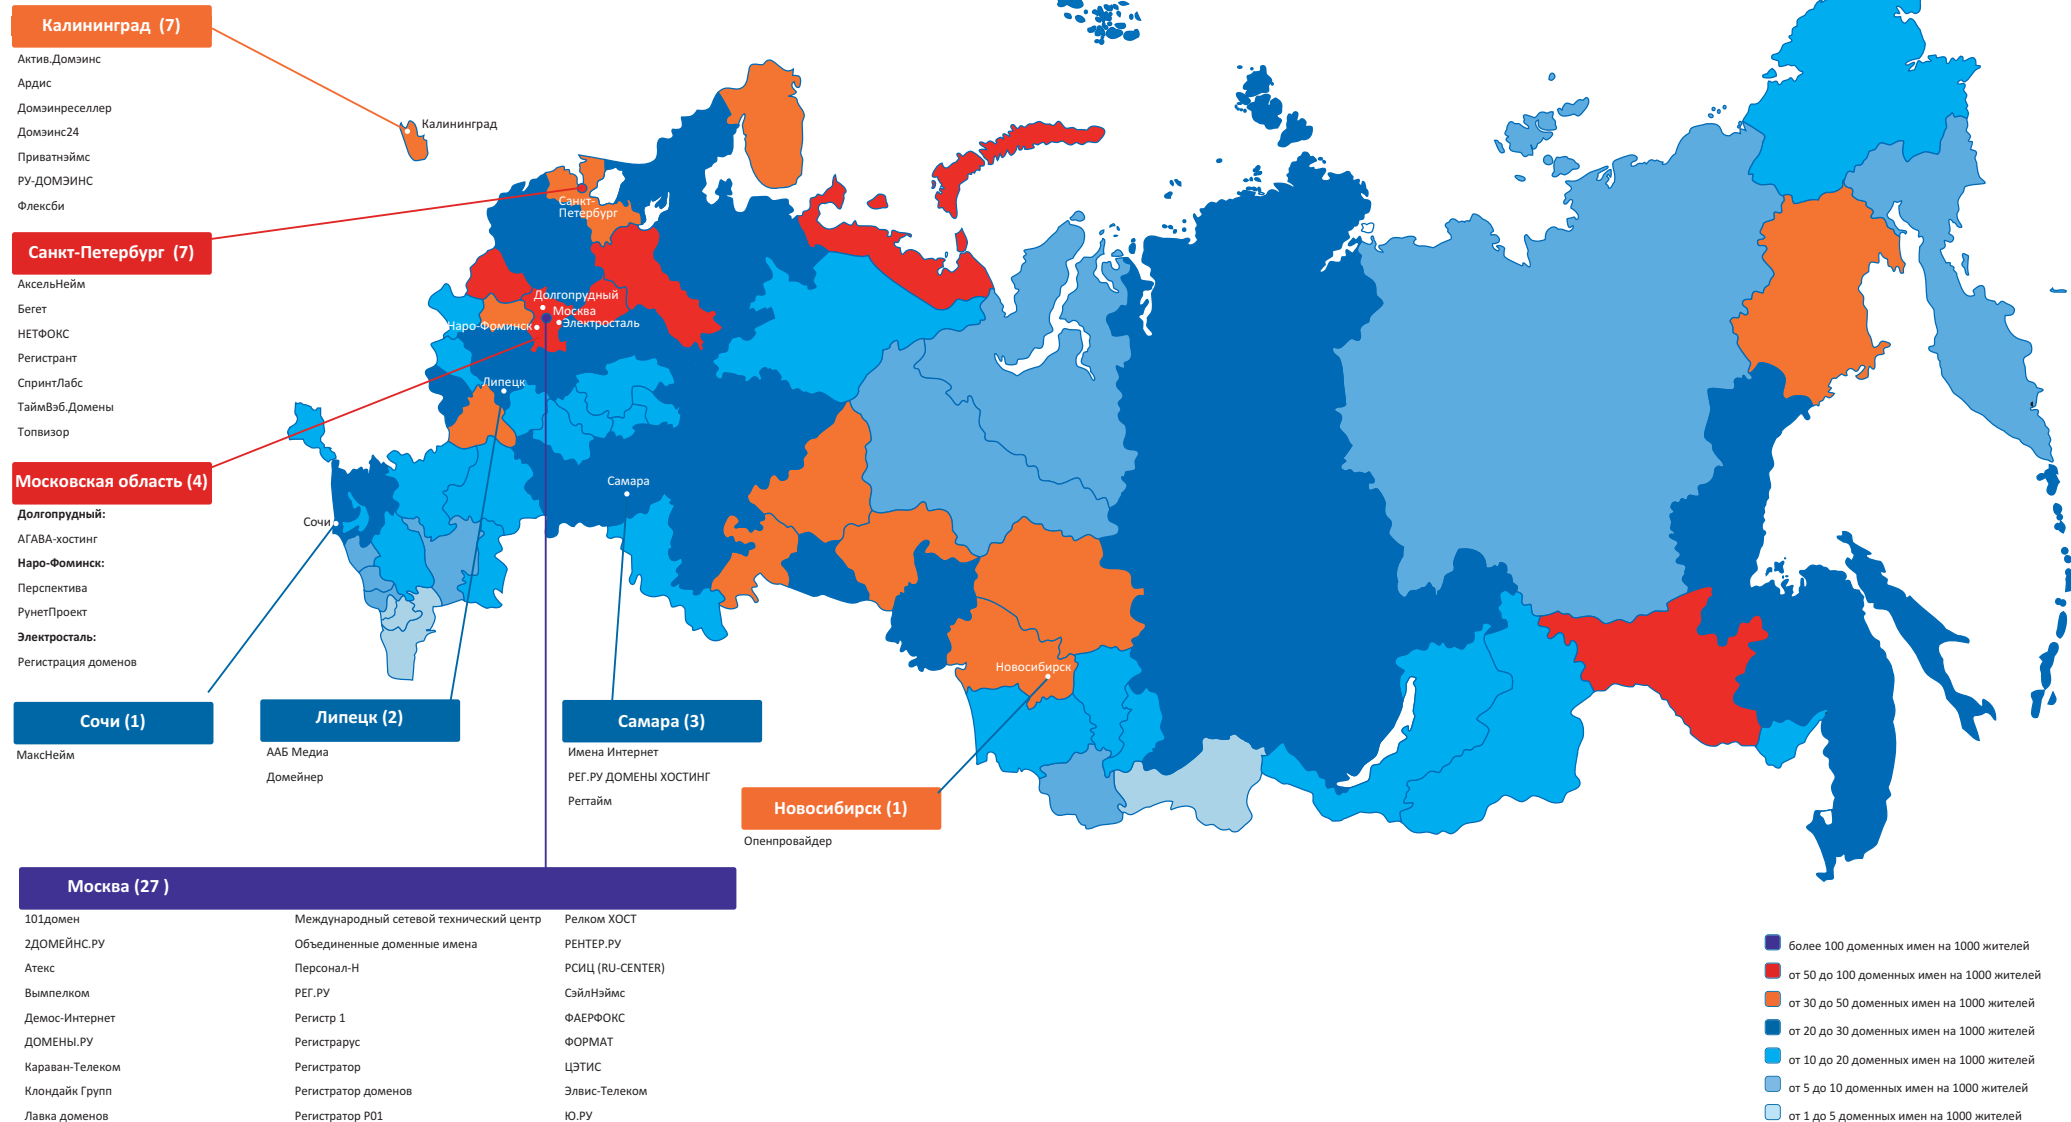 Калининград (7)
Актив.Домэинс
Ардис
Домэинреселлер
Домэинс24
Приватнэймс
РУ-ДОМЭИНС
Флексби
Санкт-Петербург (7)
АксельНейм
Бегет
НЕТФОКС
Регистрант
СпринтЛабс
ТаймВэб.Домены
Топвизор
Московская область (4)
Долгопрудный:
АГАВА-хостинг
Наро-Фоминск:
Перспектива
РунетПроект
Электросталь:
Регистрация доменов
Калининград
Санкт-
Петербург
Долгопрудный
Москва
Электросталь
Наро-Фоминск
Липецк
Самара
Сочи
Новосибирск
Сочи (1)
МаксНейм
Липецк (2)
ААБ Медиа
Домейнер
Самара (3)
Имена Интернет
РЕГ.РУ ДОМЕНЫ ХОСТИНГ
Регтайм
Новосибирск (1)
Опенпровайдер
Москва (27 )
101домен
2ДОМЕЙНС.РУ
Атекс
Вымпелком
Демос-Интернет
ДОМЕНЫ.РУ
Караван-Телеком
Клондайк Групп
Лавка доменов
Международный сетевой технический центр
Объединенные доменные имена
Персонал-Н
РЕГ.РУ
Регистр 1
Регистрарус
Регистратор
Регистратор доменов
Регистратор Р01
Релком ХОСТ
РЕНТЕР.РУ
РСИЦ (RU-CENTER)
СэйлНэймс
ФАЕРФОКС
ФОРМАТ
ЦЭТИС
Элвис-Телеком
Ю.РУ
более 100 доменных имен на 1000 жителей
от 50 до 100 доменных имен на 1000 жителей
от 30 до 50 доменных имен на 1000 жителей
от 20 до 30 доменных имен на 1000 жителей
от 10 до 20 доменных имен на 1000 жителей
от 5 до 10 доменных имен на 1000 жителей
от 1 до 5 доменных имен на 1000 жителей